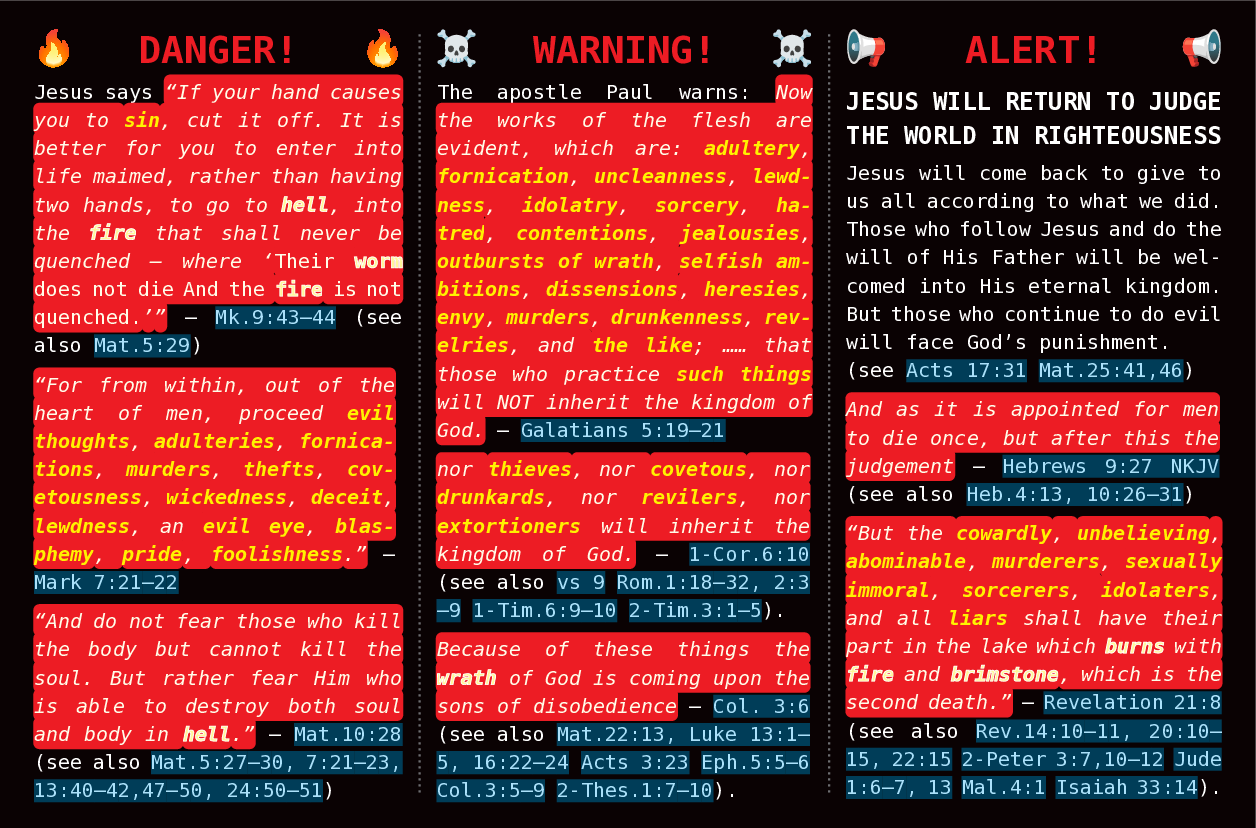 🔥 DANGER! 🔥
Jesus says “If your hand causes
you to sin, cut it off. It is
better for you to enter into
life maimed, rather than having
two hands, to go to hell, into
the fire that shall never be
quenched — where ‘Their worm
does not die And the fire is not
quenched.’” — Mk.9:43–44 (see
also Mat.5:29)
“For from within, out of the
heart of men, proceed evil
thoughts, adulteries, fornica-
tions, murders, thefts, cov-
etousness, wickedness, deceit,
lewdness, an evil eye, blas-
phemy, pride, foolishness.” —
Mark 7:21–22
“And do not fear those who kill
the body but cannot kill the
soul. But rather fear Him who
is able to destroy both soul
and body in hell.” — Mat.10:28
(see also Mat.5:27–30, 7:21–23,
13:40–42,47–50, 24:50–51)
☠ WARNING! ☠
The apostle Paul warns: Now
the works of the flesh are
evident, which are: adultery,
fornication, uncleanness, lewd-
ness, idolatry, sorcery, ha-
tred, contentions, jealousies,
outbursts of wrath, selfish am-
bitions, dissensions, heresies,
envy, murders, drunkenness, rev-
elries, and the like; …… that
those who practice such things
will NOT inherit the kingdom of
God. — Galatians 5:19–21
nor thieves, nor covetous, nor
drunkards, nor revilers, nor
extortioners will inherit the
kingdom of God. — 1-Cor.6:10
(see also vs 9 Rom.1:18–32, 2:3
–9 1-Tim.6:9–10 2-Tim.3:1–5).
Because of these things the
wrath of God is coming upon the
sons of disobedience — Col. 3:6
(see also Mat.22:13, Luke 13:1–
5, 16:22–24 Acts 3:23 Eph.5:5–6
Col.3:5–9 2-Thes.1:7–10).
📢 ALERT! 📢
JESUS WILL RETURN TO JUDGE
THE WORLD IN RIGHTEOUSNESS
Jesus will come back to give to
us all according to what we did.
Those who follow Jesus and do the
will of His Father will be wel-
comed into His eternal kingdom.
But those who continue to do evil
will face God’s punishment.
(see Acts 17:31 Mat.25:41,46)
And as it is appointed for men
to die once, but after this the
judgement — Hebrews 9:27 NKJV
(see also Heb.4:13, 10:26–31)
“But the cowardly, unbelieving,
abominable, murderers, sexually
immoral, sorcerers, idolaters,
and all liars shall have their
part in the lake which burns with
fire and brimstone, which is the
second death.” — Revelation 21:8
(see also Rev.14:10–11, 20:10–
15, 22:15 2-Peter 3:7,10–12 Jude
1:6–7, 13 Mal.4:1 Isaiah 33:14).